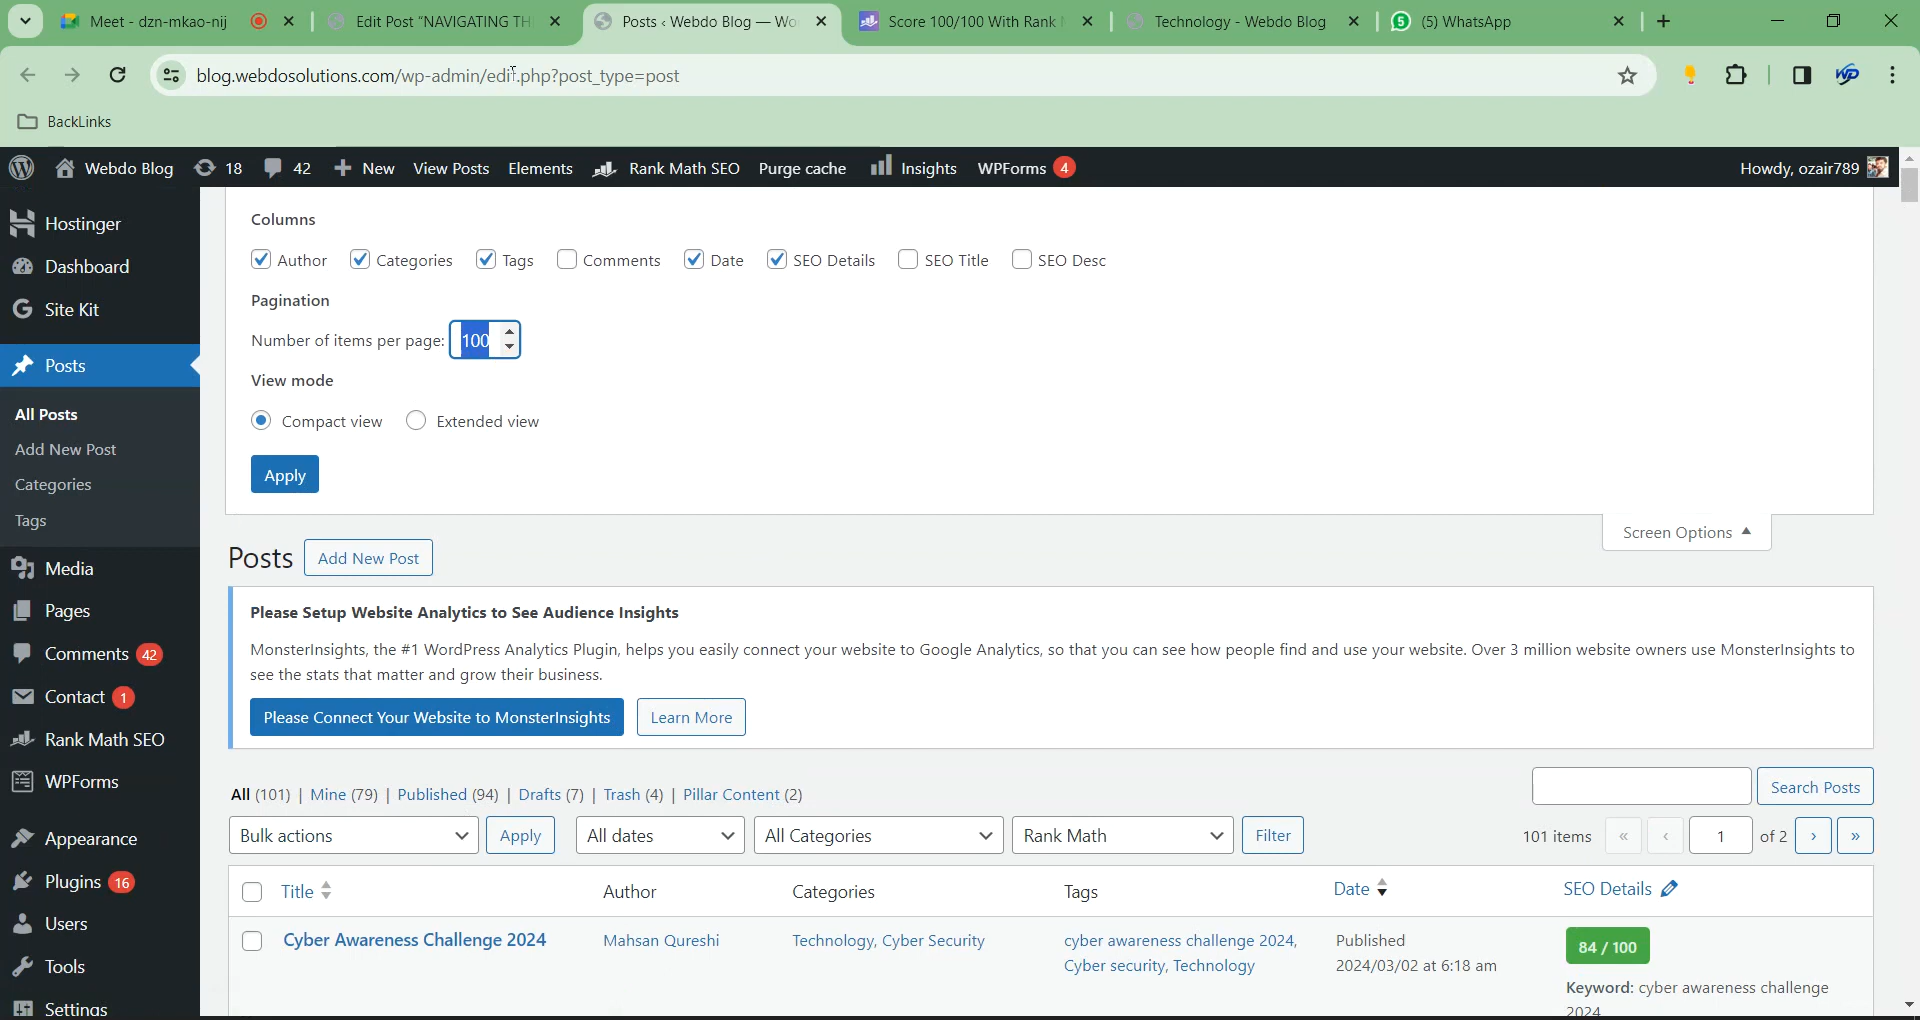 Meet - dzn-mkao-nij
Edit Post "NAVIGATING TH
Posts ‹ Webdo Blog — Wo
Score 100/100 With Rank
Technology - Webdo Blog
(5) WhatsApp
blog.webdosolutions.com/wp-admin/edit.php?post_type=post
BackLinks
Webdo Blog 18 42 New View Posts Elements Rank Math SEO Purge cache Insights WPForms 4 Howdy, ozair789
Hostinger
Dashboard
Site Kit
Posts
All Posts
Add New Post
Categories
Tags
Media
Pages
Comments 42
Contact 1
Rank Math SEO
WPForms
Appearance
Plugins 16
Users
Tools
Settings
Columns
Author Categories Tags Comments Date SEO Details SEO Title SEO Desc
Pagination
Number of items per page: 100
View mode
Compact view Extended view
Apply
Screen Options
Posts Add New Post
Please Setup Website Analytics to See Audience Insights
MonsterInsights, the #1 WordPress Analytics Plugin, helps you easily connect your website to Google Analytics, so that you can see how people find and use your website. Over 3 million website owners use MonsterInsights to
see the stats that matter and grow their business.
Please Connect Your Website to MonsterInsights Learn More
Search Posts
All (101) | Mine (79) | Published (94) | Drafts (7) | Trash (4) | Pillar Content (2)
Bulk actions Apply All dates All Categories Rank Math Filter 101 items « ‹ 1 of 2 › »
Title Author Categories Tags Date SEO Details
Cyber Awareness Challenge 2024 Mahsan Qureshi Technology, Cyber Security cyber awareness challenge 2024, Published 84 / 100
Cyber security, Technology 2024/03/02 at 6:18 am
Keyword: cyber awareness challenge
2024